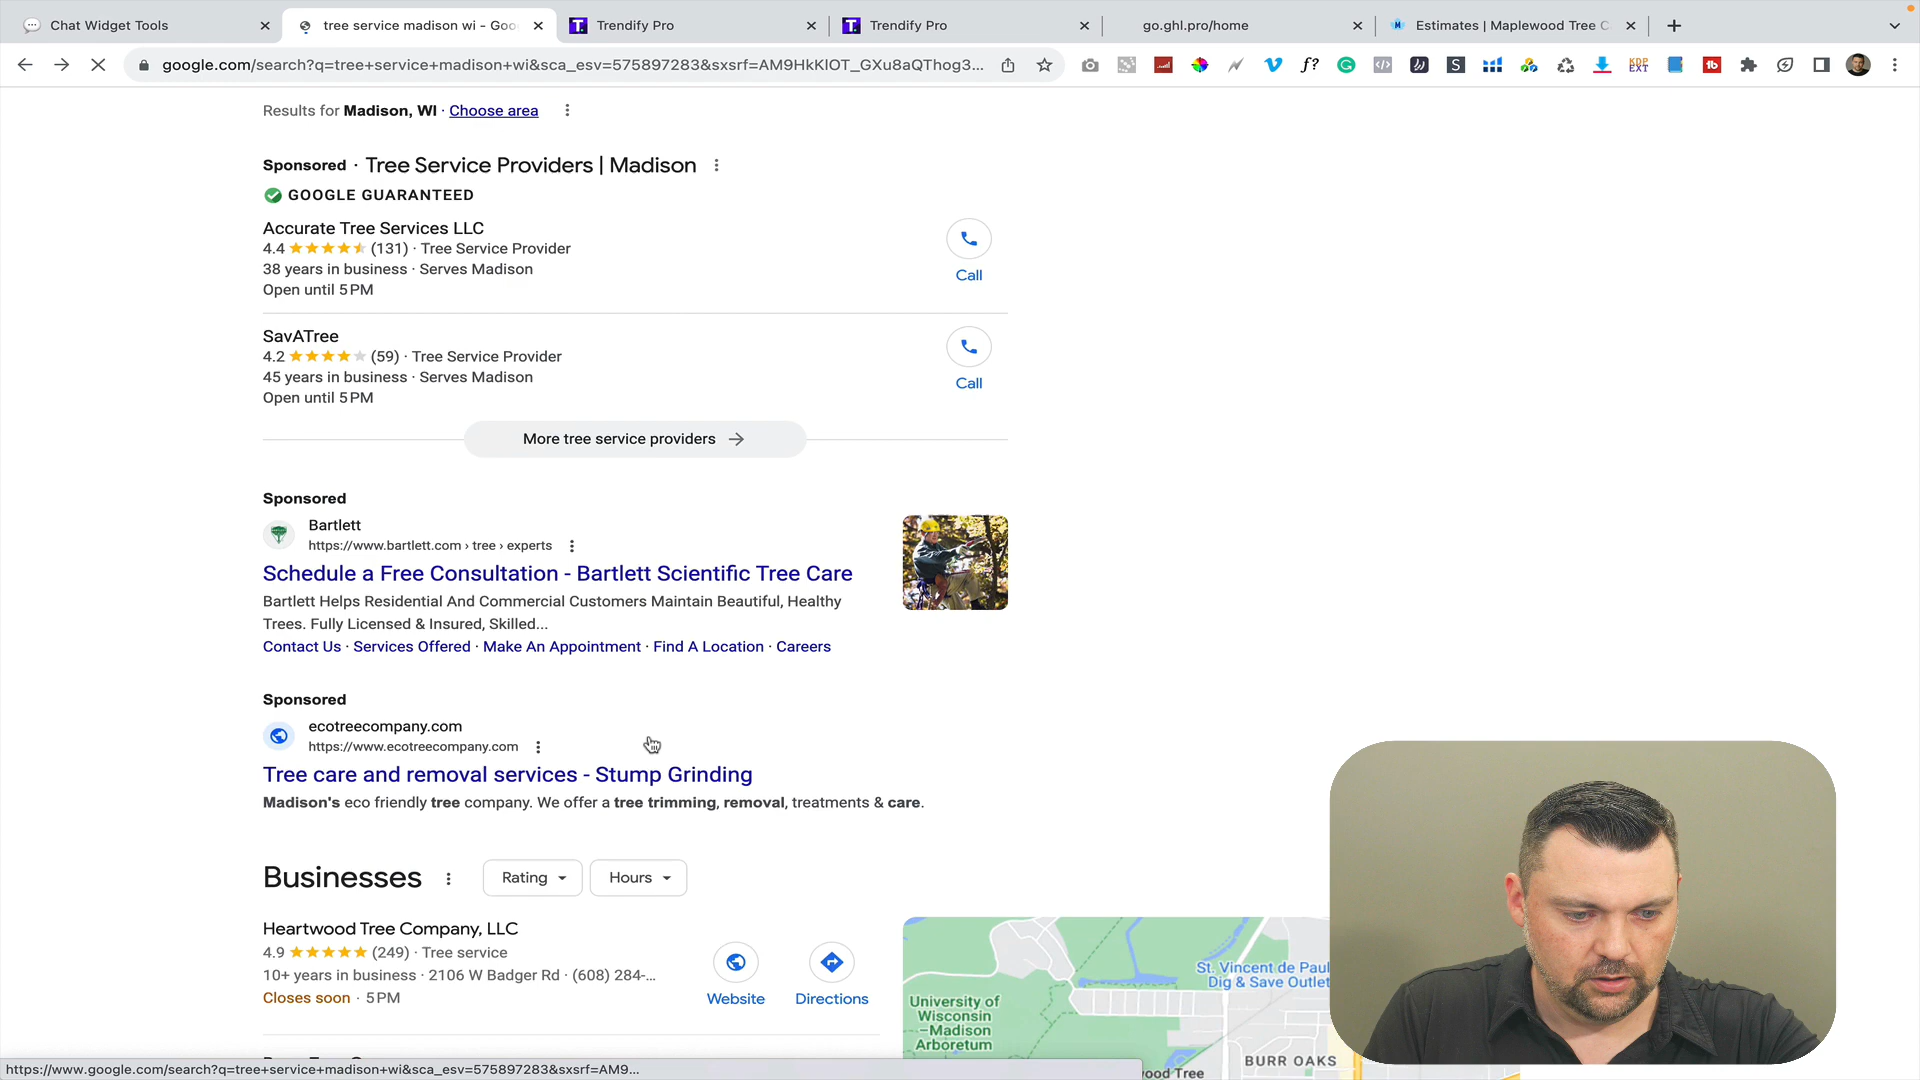 Chat Widget Tools
tree service madison wi - Goo
Trendify Pro
Trendify Pro
go.ghl.pro/home
Estimates | Maplewood Tree C
google.com/search?q=tree+service+madison+wi&sca_esv=575897283&sxsrf=AM9HkKlOT_GXu8aQThog3...
Results for Madison, WI · Choose area
Sponsored · Tree Service Providers | Madison
GOOGLE GUARANTEED
Accurate Tree Services LLC
4.4 (131) · Tree Service Provider
38 years in business · Serves Madison
Open until 5 PM
Call
SavATree
4.2 (59) · Tree Service Provider
45 years in business · Serves Madison
Open until 5 PM
Call
More tree service providers
Sponsored
Bartlett
https://www.bartlett.com › tree › experts
Schedule a Free Consultation - Bartlett Scientific Tree Care
Bartlett Helps Residential And Commercial Customers Maintain Beautiful, Healthy
Trees. Fully Licensed & Insured, Skilled...
Contact Us · Services Offered · Make An Appointment · Find A Location · Careers
Sponsored
ecotreecompany.com
https://www.ecotreecompany.com
Tree care and removal services - Stump Grinding
Madison's eco friendly tree company. We offer a tree trimming, removal, treatments & care.
Businesses
Rating
Hours
Heartwood Tree Company, LLC
4.9 (249) · Tree service
10+ years in business · 2106 W Badger Rd · (608) 284-...
Closes soon · 5 PM
Website
Directions
St. Vincent de Paul
Dig & Save Outlet
University of
Wisconsin
–Madison
Arboretum
BURR OAKS
wood Tree
https://www.google.com/search?q=tree+service+madison+wi&sca_esv=575897283&sxsrf=AM9...